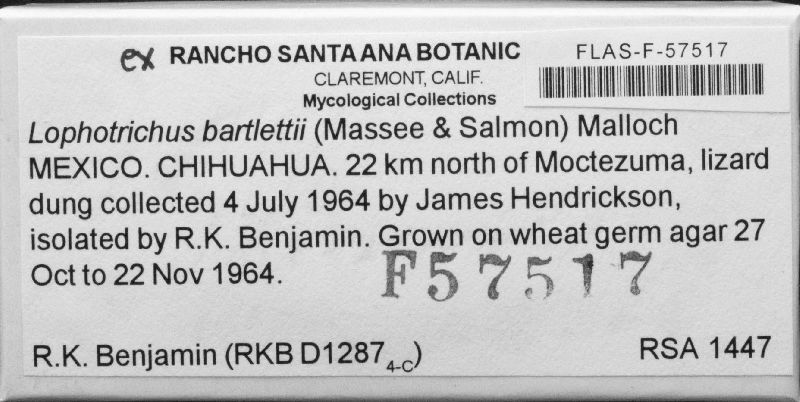 ex RANCHO SANTA ANA BOTANIC
FLAS-F-57517
CLAREMONT, CALIF.
Mycological Collections
Lophotrichus bartlettii (Massee & Salmon) Malloch
MEXICO. CHIHUAHUA. 22 km north of Moctezuma, lizard
dung collected 4 July 1964 by James Hendrickson,
isolated by R.K. Benjamin. Grown on wheat germ agar 27
Oct to 22 Nov 1964.
F57517
R.K. Benjamin (RKB D1287 4-C)
RSA 1447